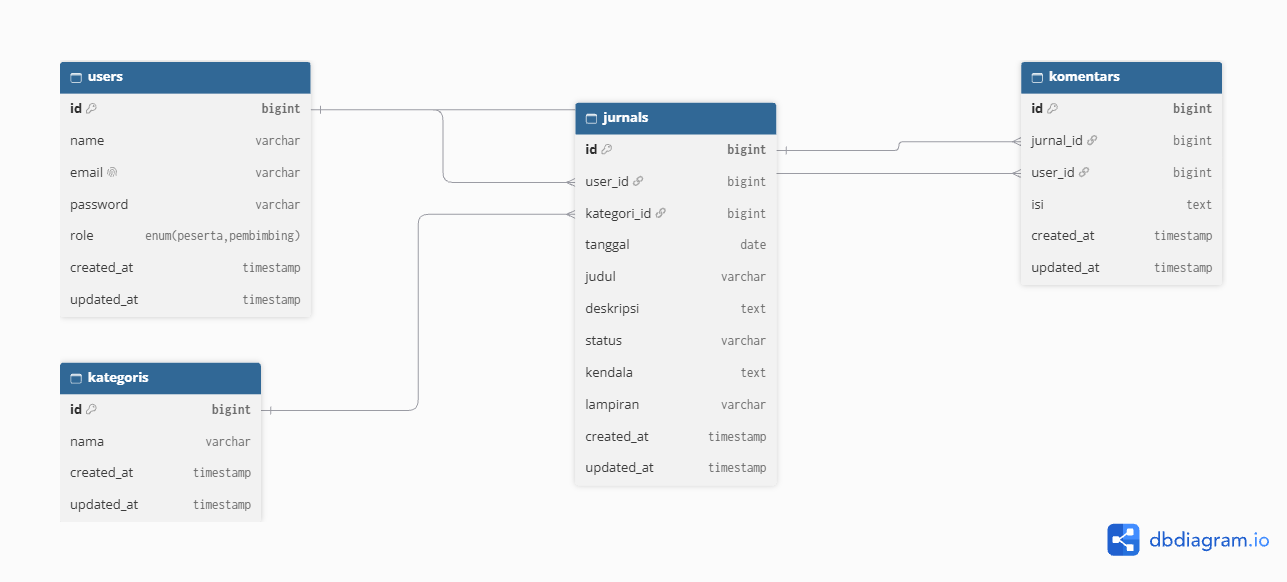 users
id bigint
name varchar
email varchar
password varchar
role enum(peserta,pembimbing)
created_at timestamp
updated_at timestamp
kategoris
id bigint
nama varchar
created_at timestamp
updated_at timestamp
jurnals
id bigint
user_id bigint
kategori_id bigint
tanggal date
judul varchar
deskripsi text
status varchar
kendala text
lampiran varchar
created_at timestamp
updated_at timestamp
komentars
id bigint
jurnal_id bigint
user_id bigint
isi text
created_at timestamp
updated_at timestamp
dbdiagram.io